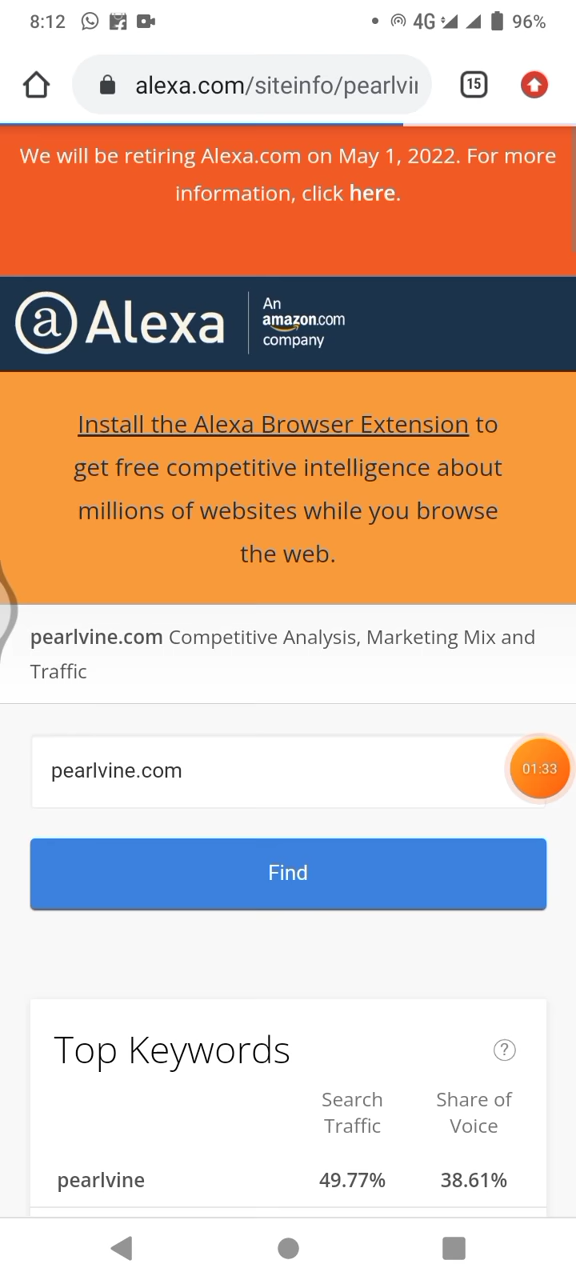 8:12 4G 96%
alexa.com/siteinfo/pearlvi 15
We will be retiring Alexa.com on May 1, 2022. For more
information, click here.
a Alexa
An
amazon.com
company
Install the Alexa Browser Extension to
get free competitive intelligence about
millions of websites while you browse
the web.
pearlvine.com Competitive Analysis, Marketing Mix and
Traffic
pearlvine.com 01:33
Find
Top Keywords ?
Search Share of
Traffic Voice
pearlvine 49.77% 38.61%